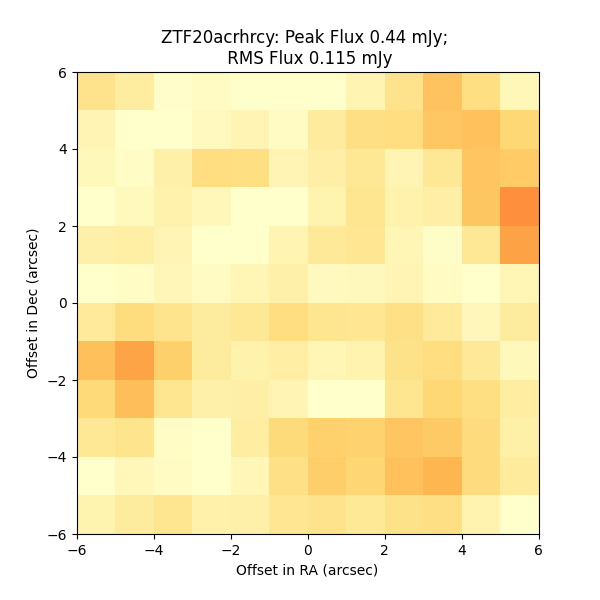 ZTF20acrhrcy: Peak Flux 0.44 mJy;
RMS Flux 0.115 mJy
6
4
2
0
−2
−4
−6
Offset in Dec (arcsec)
−6 −4 −2 0 2 4 6
Offset in RA (arcsec)